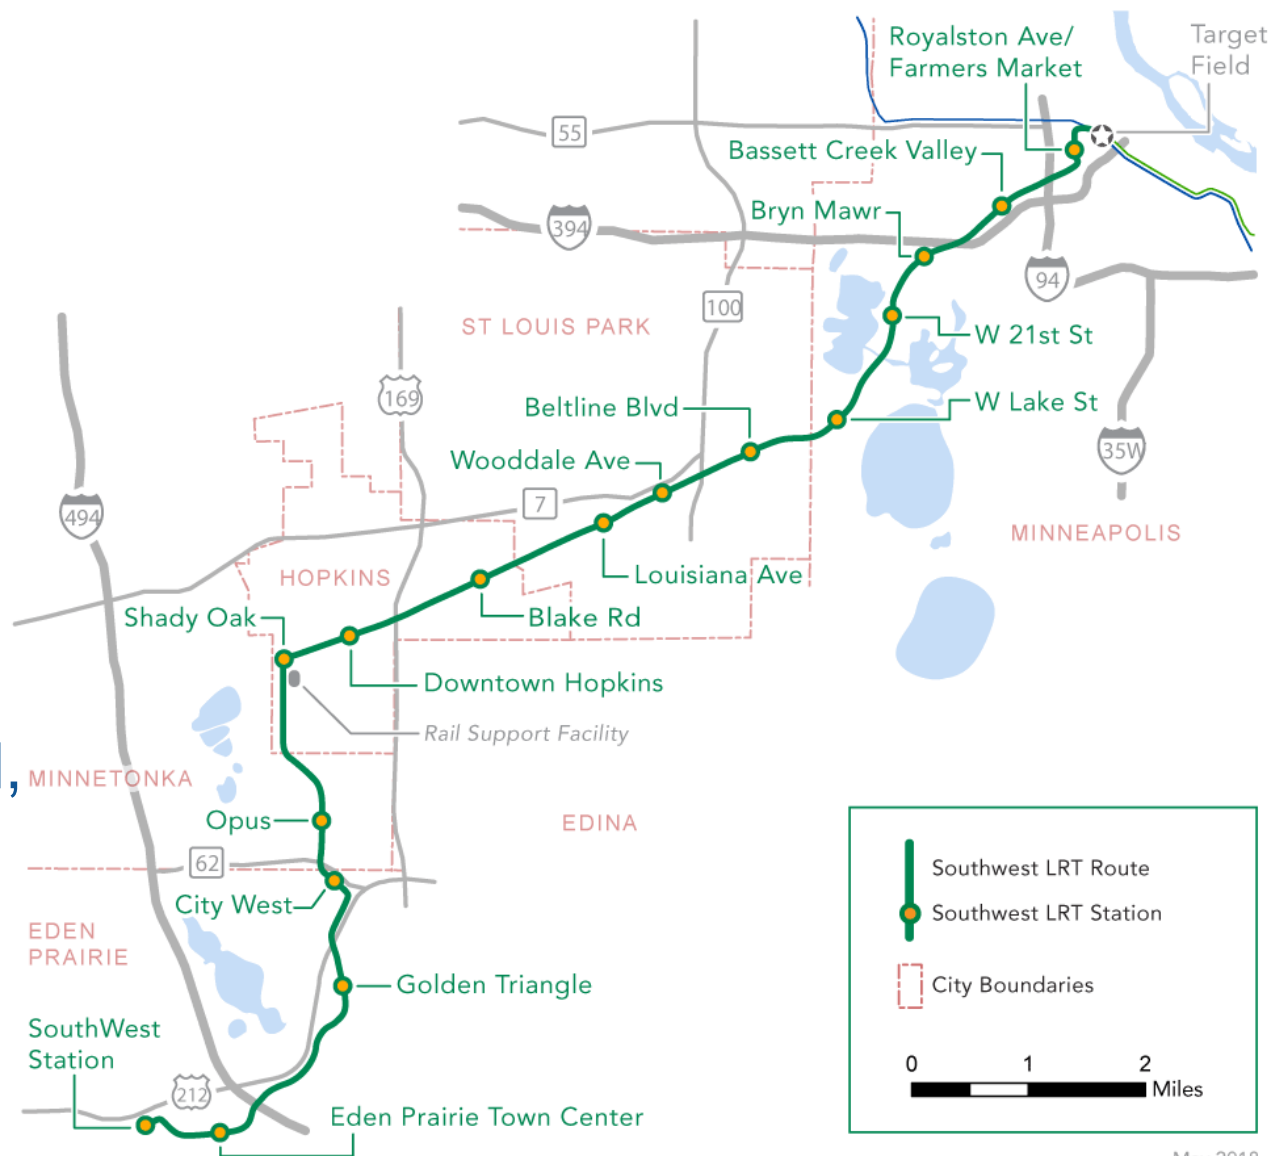 Royalston Ave/
Farmers Market
Target
Field
55
Bassett Creek Valley
Bryn Mawr
394
94
100
ST LOUIS PARK
W 21st St
169
Beltline Blvd
W Lake St
Wooddale Ave
35W
7
494
MINNEAPOLIS
HOPKINS
Louisiana Ave
Shady Oak
Blake Rd
Downtown Hopkins
Rail Support Facility
MINNETONKA
Opus
EDINA
62
City West
EDEN
PRAIRIE
Golden Triangle
SouthWest
Station
212
Eden Prairie Town Center
Southwest LRT Route
Southwest LRT Station
City Boundaries
0 1 2
Miles
2018